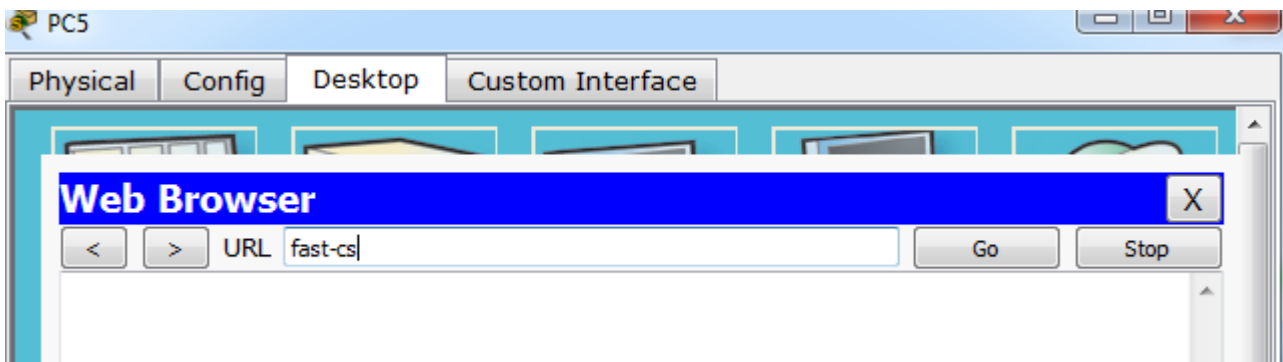 PC5
Physical Config Desktop Custom Interface
Web Browser X
< > URL fast-cs Go Stop